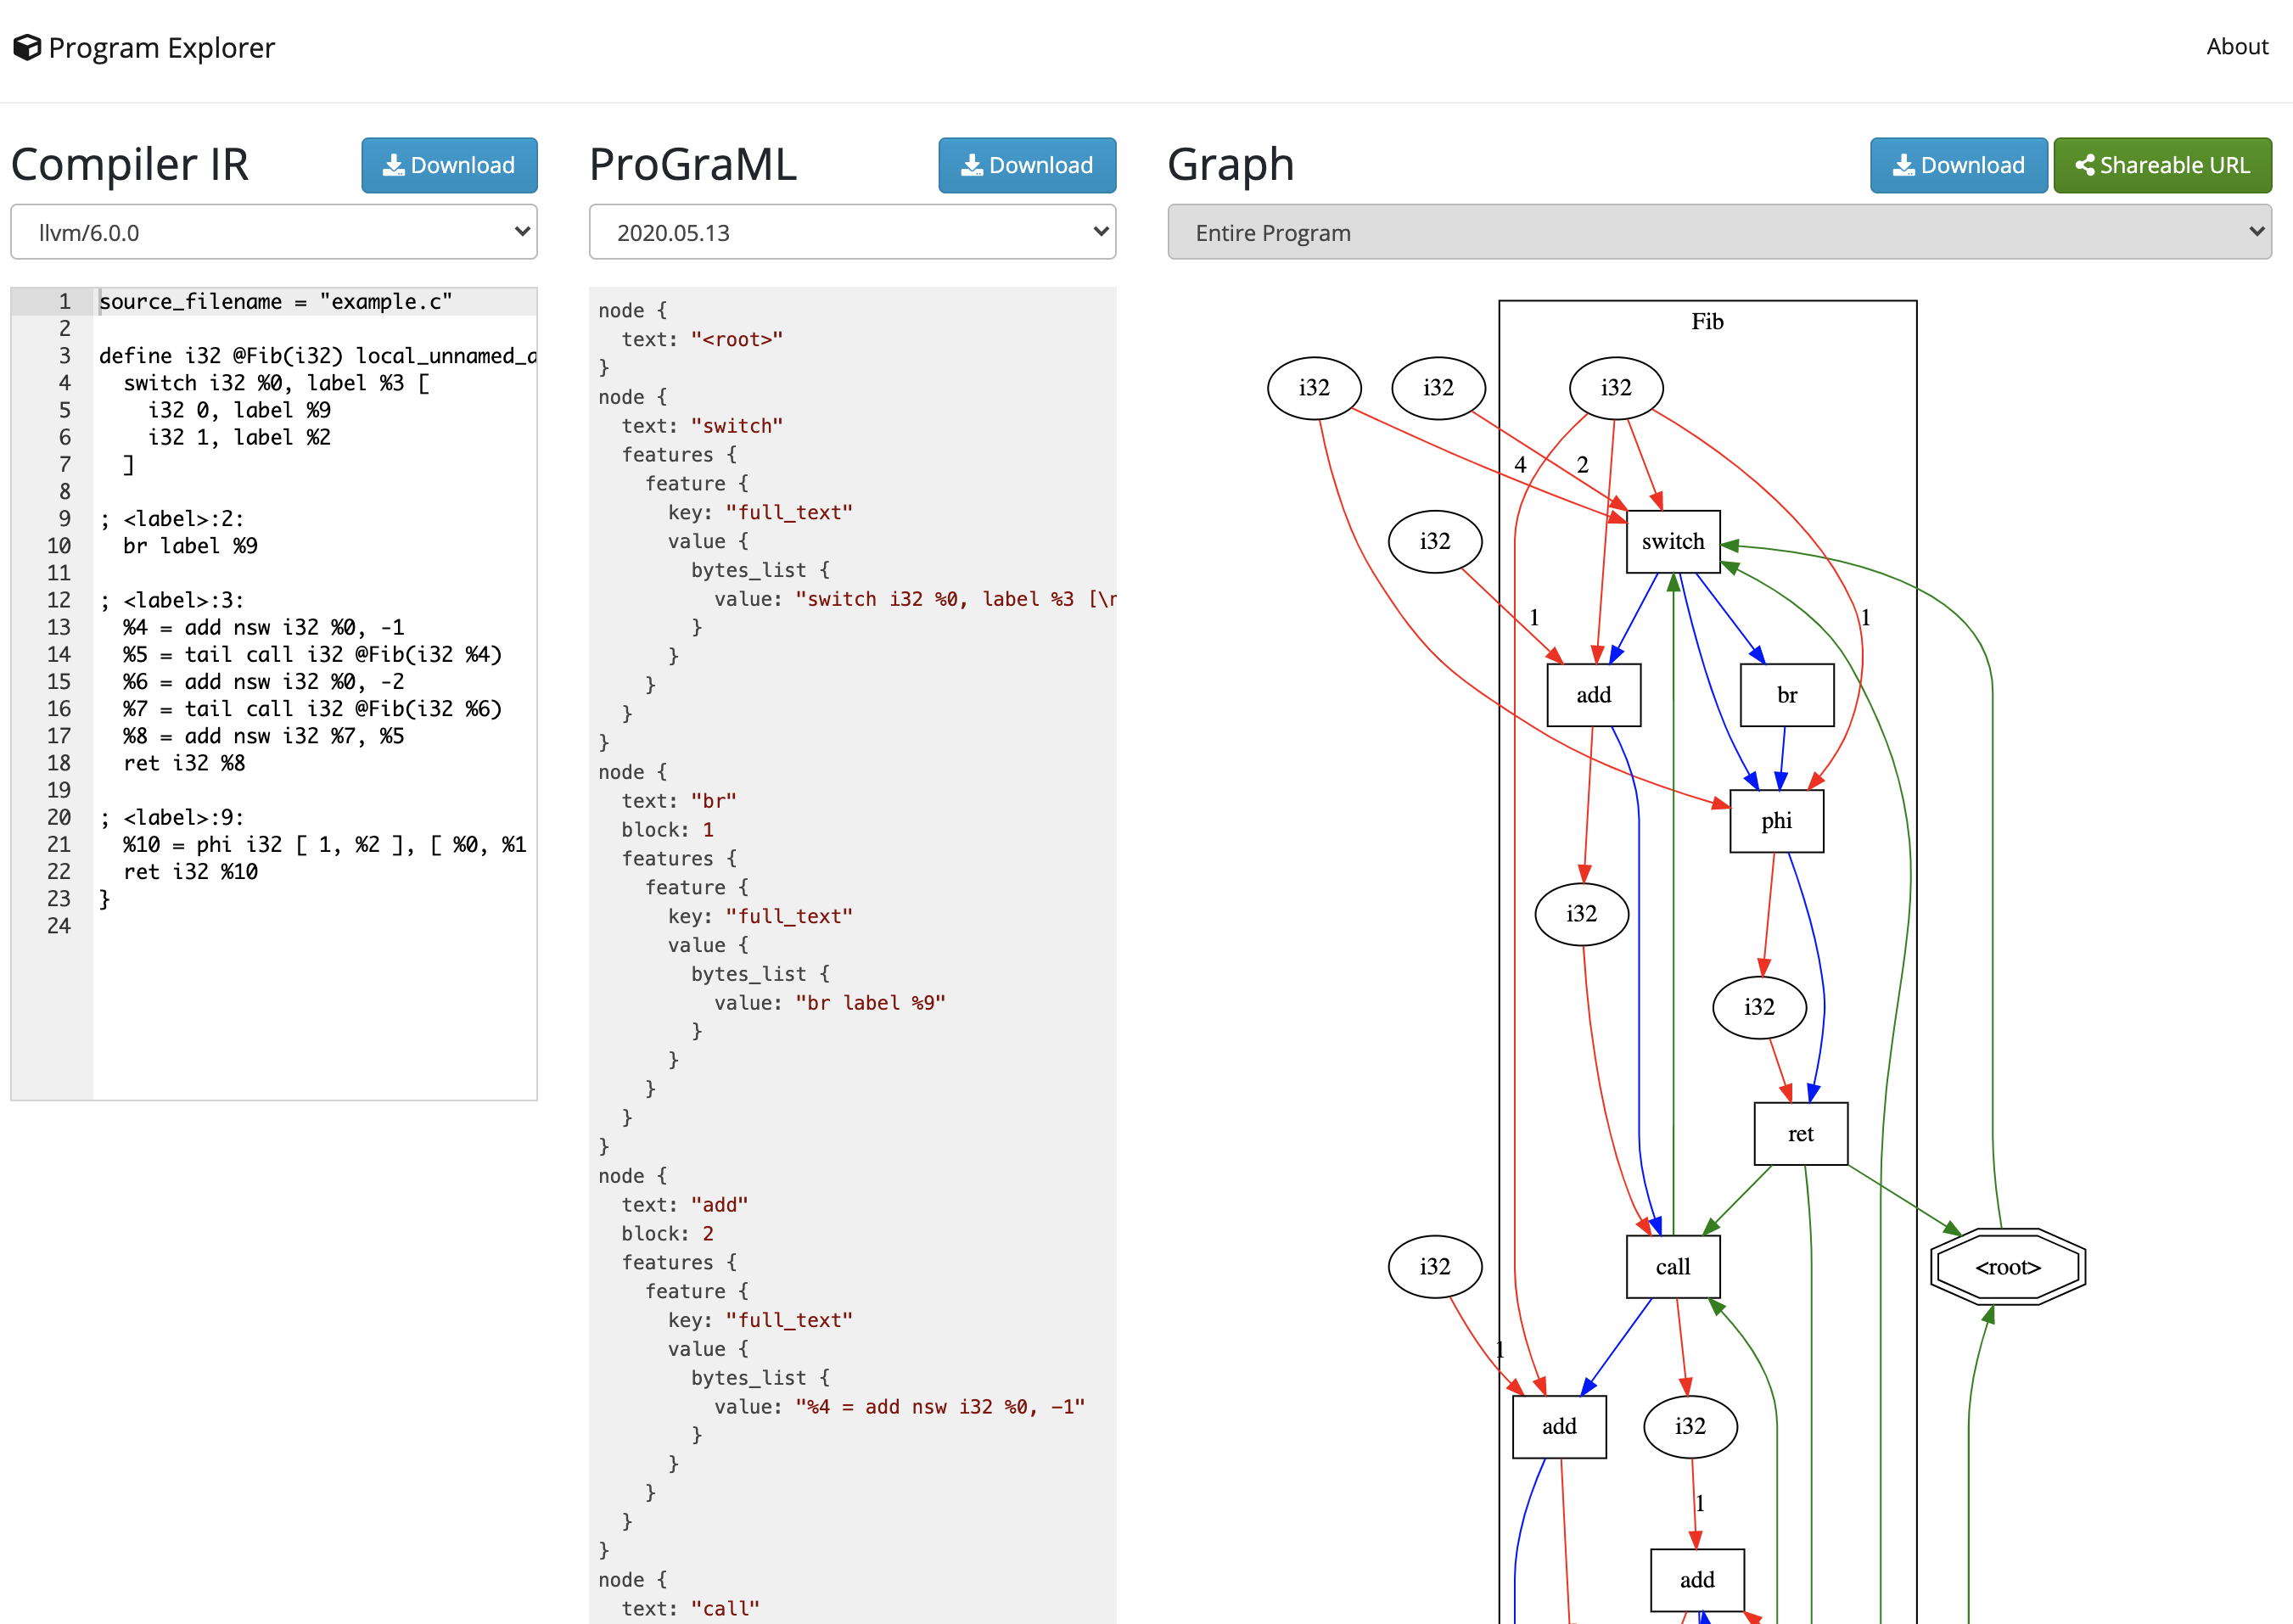 Program Explorer
About
Compiler IR
Download
llvm/6.0.0
1 source_filename = "example.c"
2
3 define i32 @Fib(i32) local_unnamed_a
4 switch i32 %0, label %3 [
5 i32 0, label %9
6 i32 1, label %2
7 ]
8
9 ; <label>:2:
10 br label %9
11
12 ; <label>:3:
13 %4 = add nsw i32 %0, -1
14 %5 = tail call i32 @Fib(i32 %4)
15 %6 = add nsw i32 %0, -2
16 %7 = tail call i32 @Fib(i32 %6)
17 %8 = add nsw i32 %7, %5
18 ret i32 %8
19
20 ; <label>:9:
21 %10 = phi i32 [ 1, %2 ], [ %0, %1
22 ret i32 %10
23 }
24
ProGraML
Download
2020.05.13
node {
text: "<root>"
}
node {
text: "switch"
features {
feature {
key: "full_text"
value {
bytes_list {
value: "switch i32 %0, label %3 [\n
}
}
}
}
}
node {
text: "br"
block: 1
features {
feature {
key: "full_text"
value {
bytes_list {
value: "br label %9"
}
}
}
}
}
node {
text: "add"
block: 2
features {
feature {
key: "full_text"
value {
bytes_list {
value: "%4 = add nsw i32 %0, -1"
}
}
}
}
}
node {
text: "call"
Graph
Download
Shareable URL
Entire Program
Fib
i32
i32
i32
4
2
i32
switch
1
1
add
br
phi
i32
i32
ret
i32
call
<root>
1
add
i32
1
add